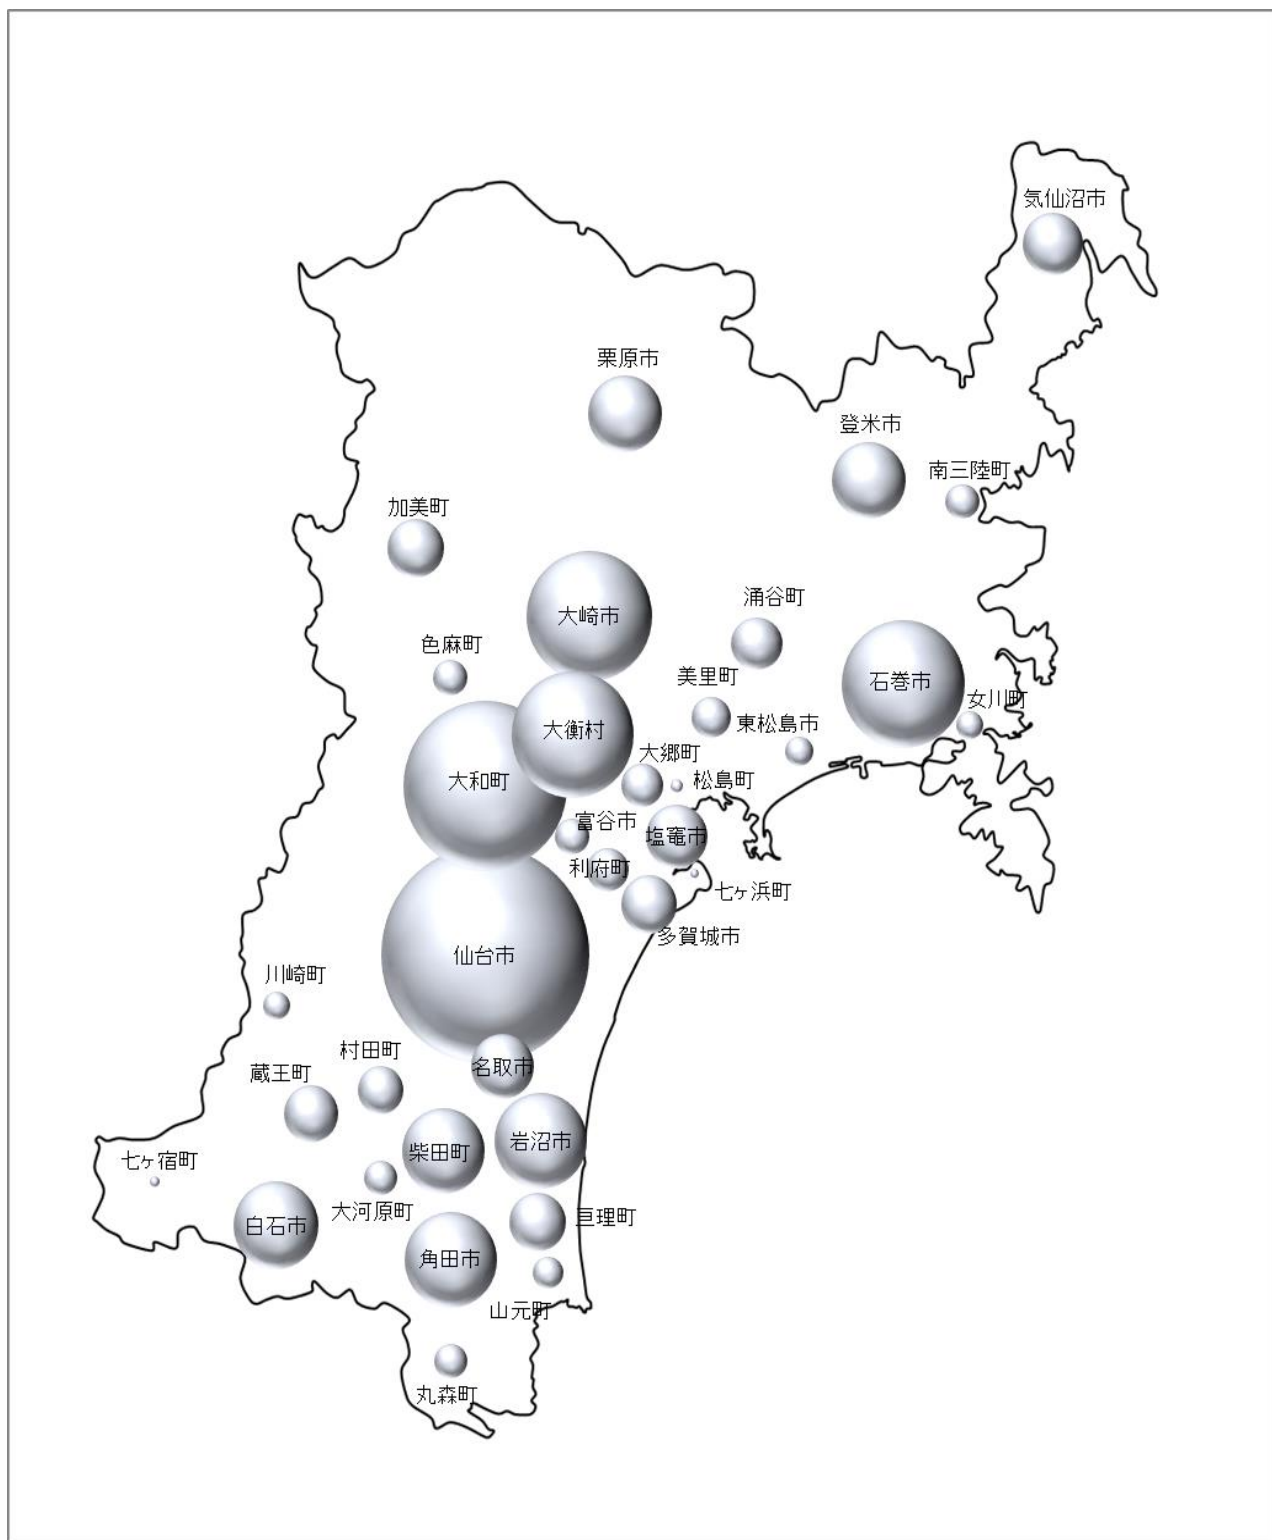 気仙沼市
栗原市
登米市
南三陸町
加美町
涌谷町
大崎市
色麻町
美里町
石巻市
女川町
東松島市
大衡村
大郷町
大和町
松島町
富谷市
塩竈市
利府町
七ヶ浜町
多賀城市
仙台市
川崎町
村田町
名取市
蔵王町
岩沼市
柴田町
七ヶ宿町
大河原町
亘理町
白石市
角田市
山元町
丸森町